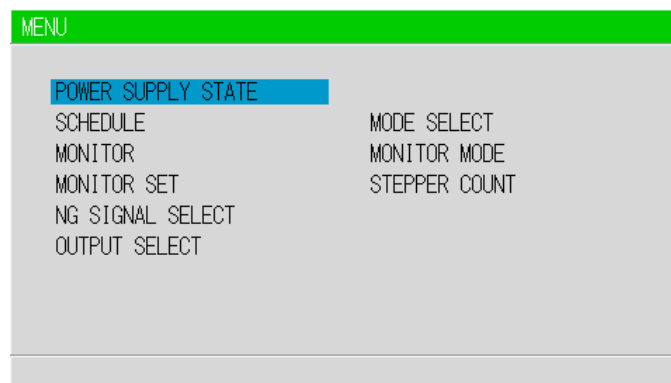 MENU
POWER SUPPLY STATE
SCHEDULE MODE SELECT
MONITOR MONITOR MODE
MONITOR SET STEPPER COUNT
NG SIGNAL SELECT
OUTPUT SELECT